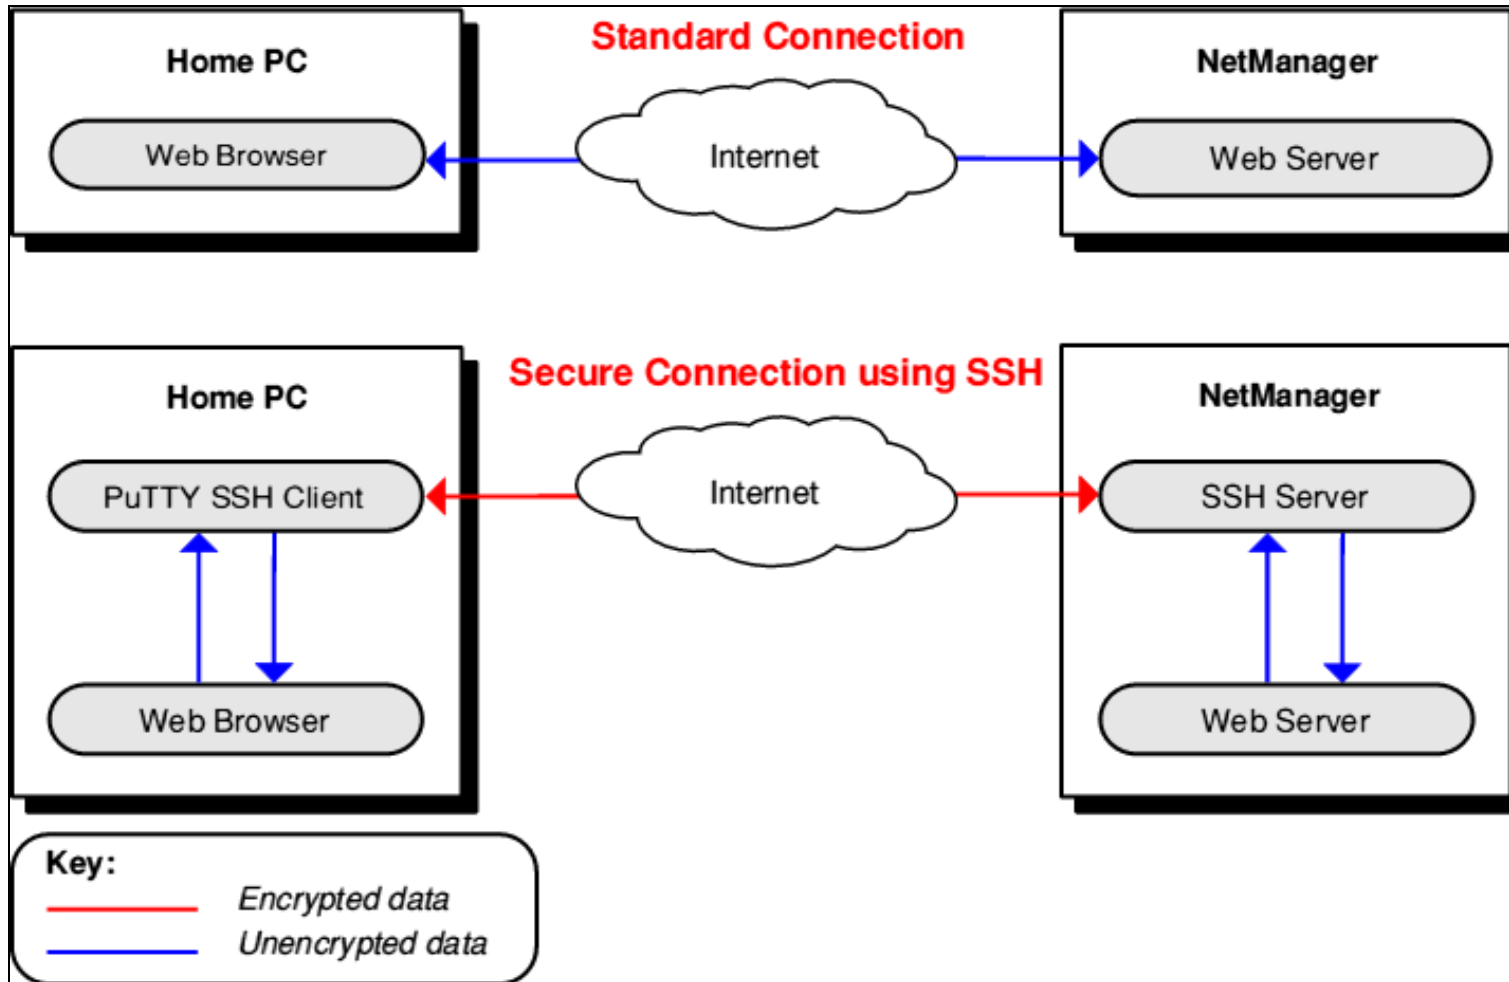 Standard Connection
Home PC
NetManager
Web Browser
Internet
Web Server
Secure Connection using SSH
Home PC
NetManager
PuTTY SSH Client
Internet
SSH Server
Web Browser
Web Server
Key:
Encrypted data
Unencrypted data